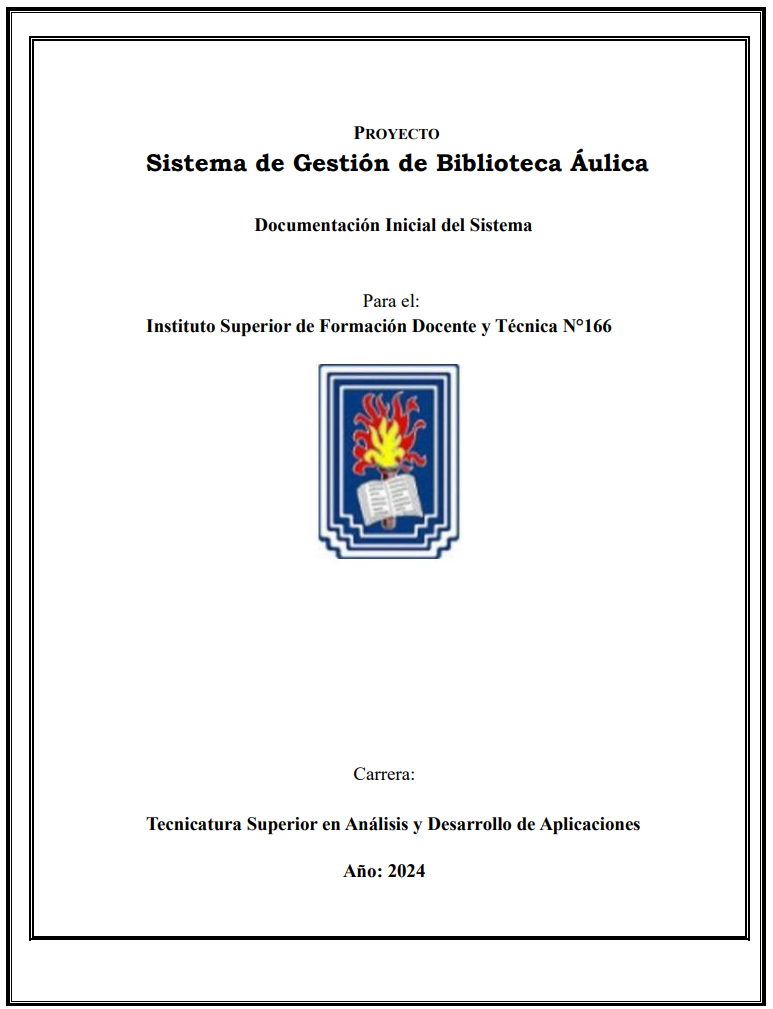 PROYECTO
Sistema de Gestión de Biblioteca Áulica
Documentación Inicial del Sistema
Para el:
Instituto Superior de Formación Docente y Técnica N°166
Carrera:
Tecnicatura Superior en Análisis y Desarrollo de Aplicaciones
Año: 2024